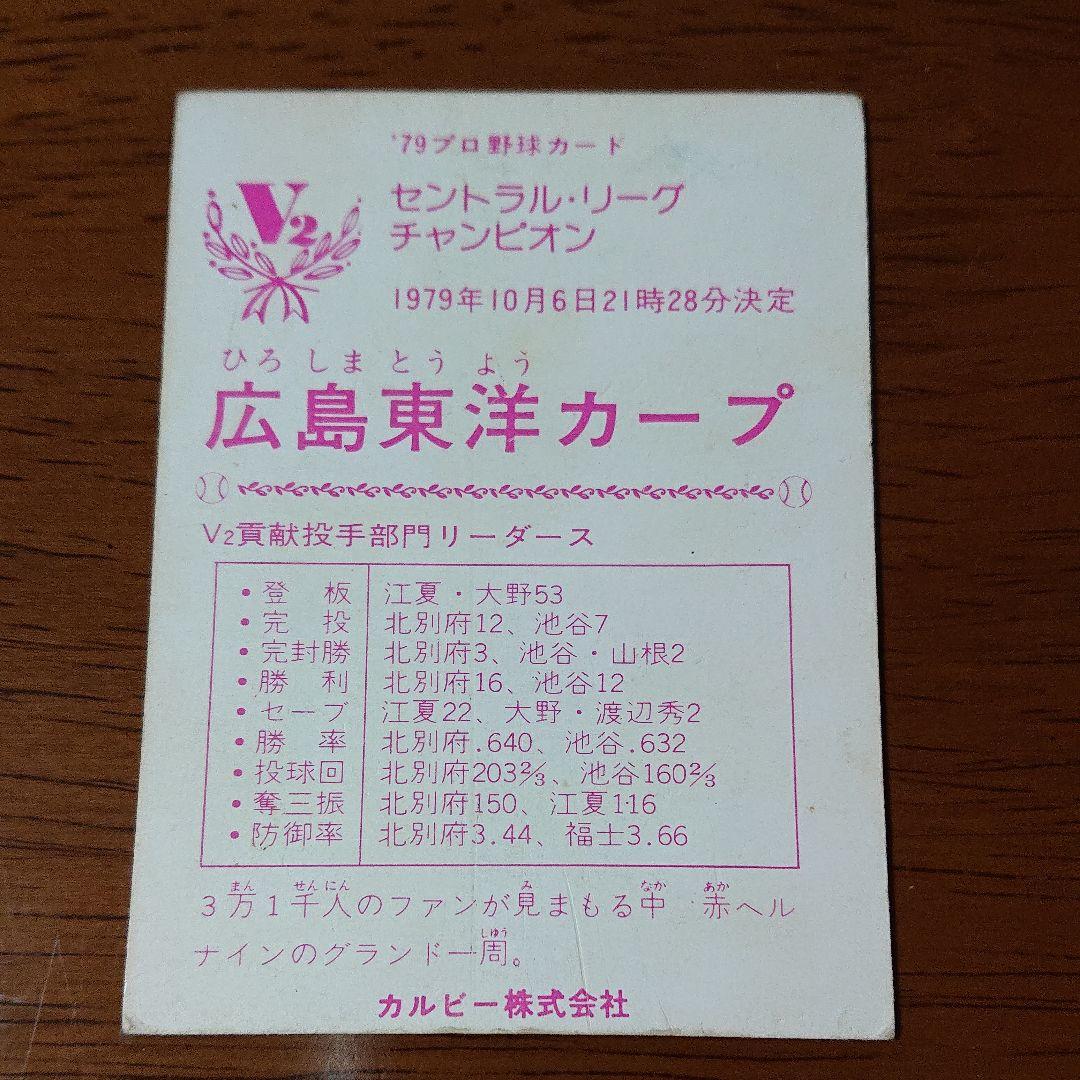 '79プロ野球カード
V2
セントラル・リーグ
チャンピオン
1979年10月6日21時28分決定
ひろ しま とう よう
広島東洋カープ
V2貢献投手部門リーダース
・登板 江夏・大野53
・完投 北別府12、池谷7
・完封勝 北別府3、池谷・山根2
・勝利 北別府16、池谷12
・セーブ 江夏22、大野・渡辺秀2
・勝率 北別府.640、池谷.632
・投球回 北別府203 2/3、池谷160 2/3
・奪三振 北別府150、江夏116
・防御率 北別府3.44、福士3.66
まん せんにん み なか あか
3万1千人のファンが見まもる中 赤ヘル
しゅう
ナインのグランド一周。
カルビー株式会社